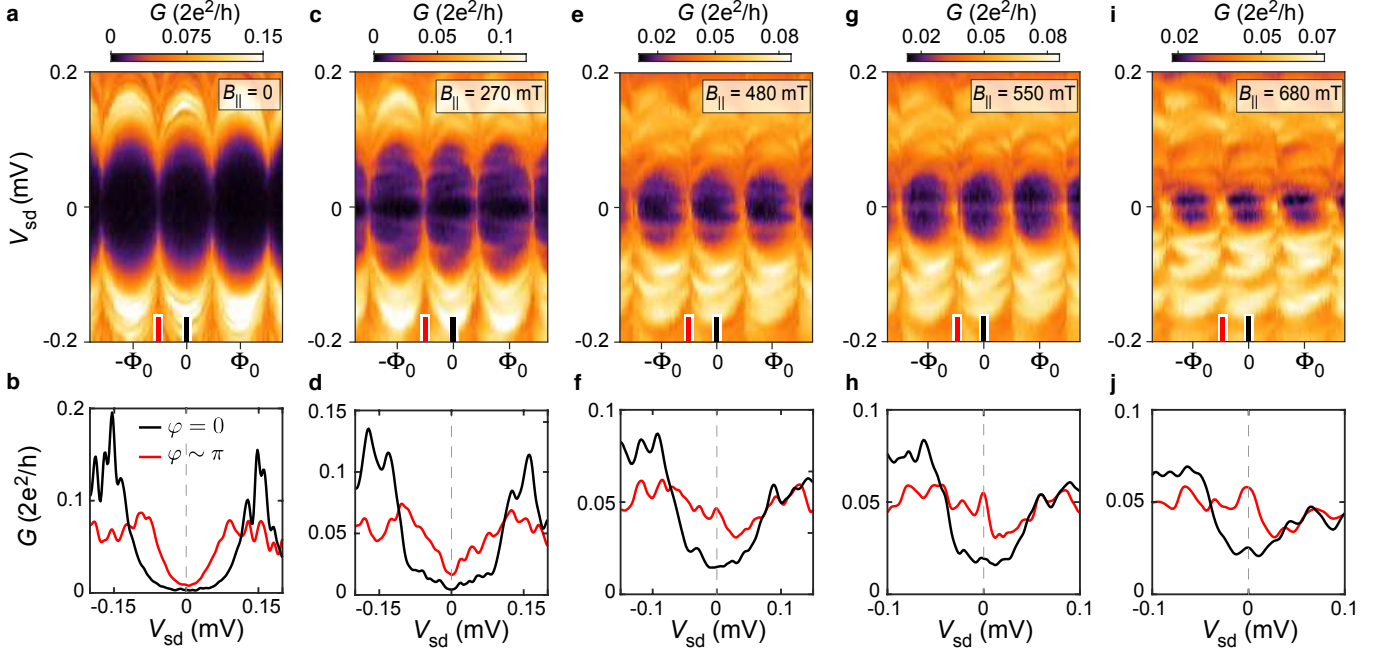 a
G (2e²/h)
0 0.075 0.15
B|| = 0
0.2
0
-0.2
V_sd (mV)
-Φ₀ 0 Φ₀
c
G (2e²/h)
0 0.05 0.1
B|| = 270 mT
0.2
0
-0.2
-Φ₀ 0 Φ₀
e
G (2e²/h)
0.02 0.05 0.08
B|| = 480 mT
0.2
0
-0.2
-Φ₀ 0 Φ₀
g
G (2e²/h)
0.02 0.05 0.08
B|| = 550 mT
0.2
0
-0.2
-Φ₀ 0 Φ₀
i
G (2e²/h)
0.02 0.05 0.07
B|| = 680 mT
0.2
0
-0.2
-Φ₀ 0 Φ₀
b
0.2
0.1
0
G (2e²/h)
φ = 0
φ ∼ π
-0.15 0 0.15
V_sd (mV)
d
0.15
0.1
0.05
0
-0.15 0 0.15
V_sd (mV)
f
0.1
0.05
0
-0.1 0 0.1
V_sd (mV)
h
0.1
0.05
0
-0.1 0 0.1
V_sd (mV)
j
0.1
0.05
0
-0.1 0 0.1
V_sd (mV)